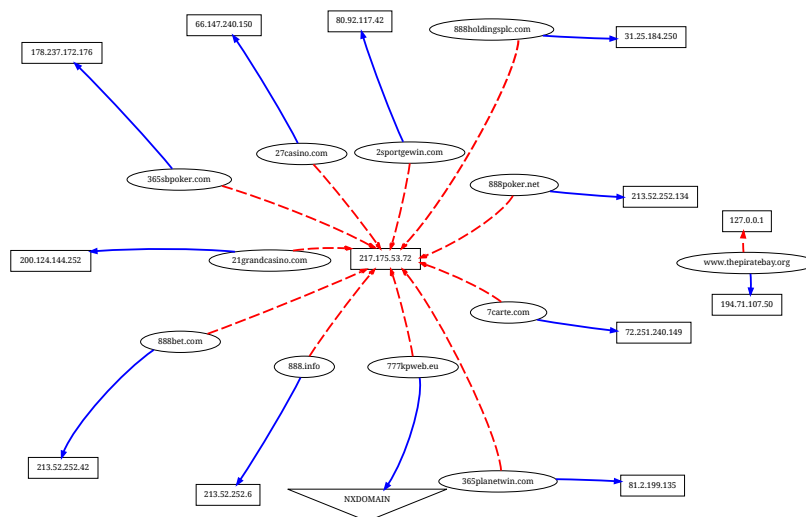 66.147.240.150
80.92.117.42
888holdingsplc.com
31.25.184.250
178.237.172.176
27casino.com
2sportgewin.com
365sbpoker.com
888poker.net
213.52.252.134
127.0.0.1
200.124.144.252
21grandcasino.com
217.175.53.72
www.thepiratebay.org
7carte.com
194.71.107.50
72.251.240.149
888bet.com
888.info
777kpweb.eu
213.52.252.42
213.52.252.6
NXDOMAIN
365planetwin.com
81.2.199.135